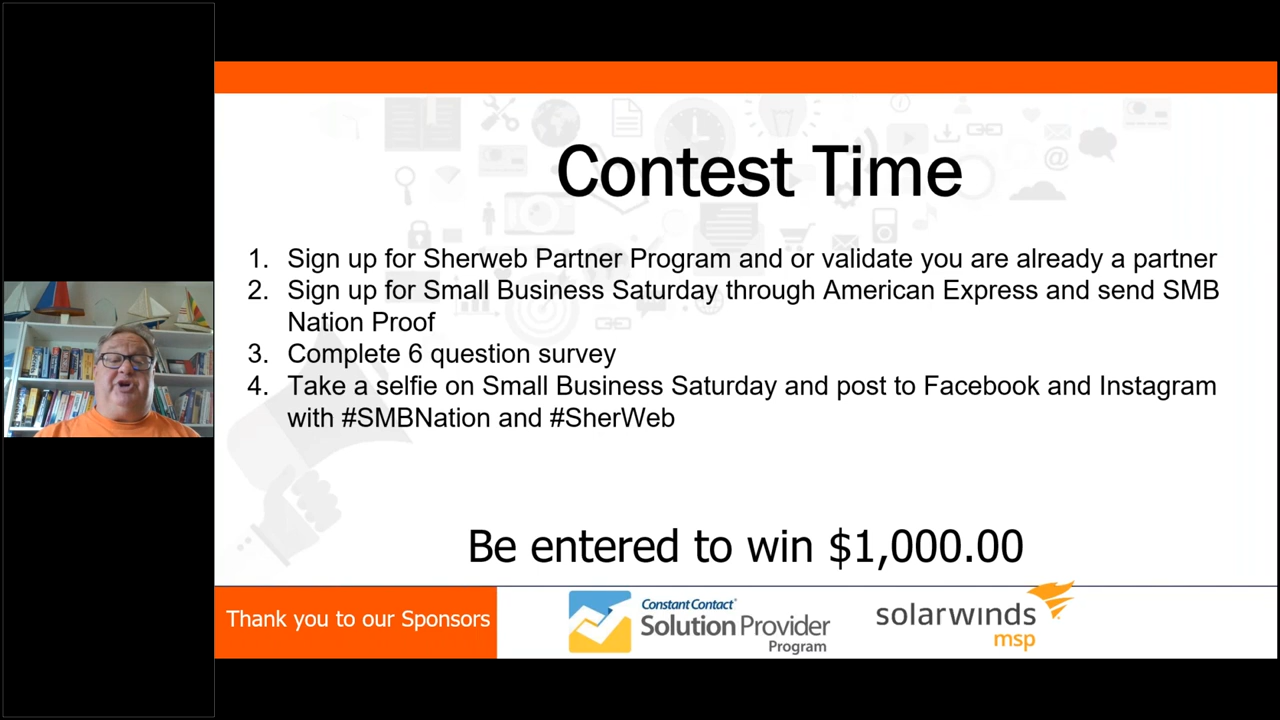 Contest Time
1. Sign up for Sherweb Partner Program and or validate you are already a partner
2. Sign up for Small Business Saturday through American Express and send SMB
Nation Proof
3. Complete 6 question survey
4. Take a selfie on Small Business Saturday and post to Facebook and Instagram
with #SMBNation and #SherWeb
Be entered to win $1,000.00
Thank you to our Sponsors
Constant Contact®
Solution Provider
Program
solarwinds
msp